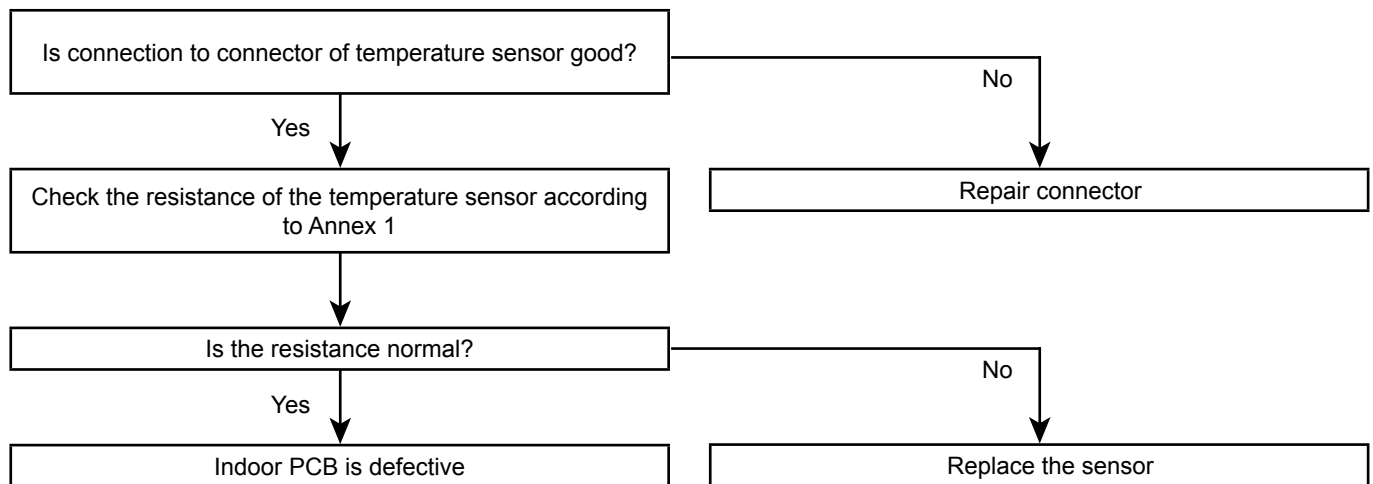 Is connection to connector of temperature sensor good?
No
Yes
Check the resistance of the temperature sensor according
to Annex 1
Repair connector
Is the resistance normal?
No
Yes
Indoor PCB is defective
Replace the sensor